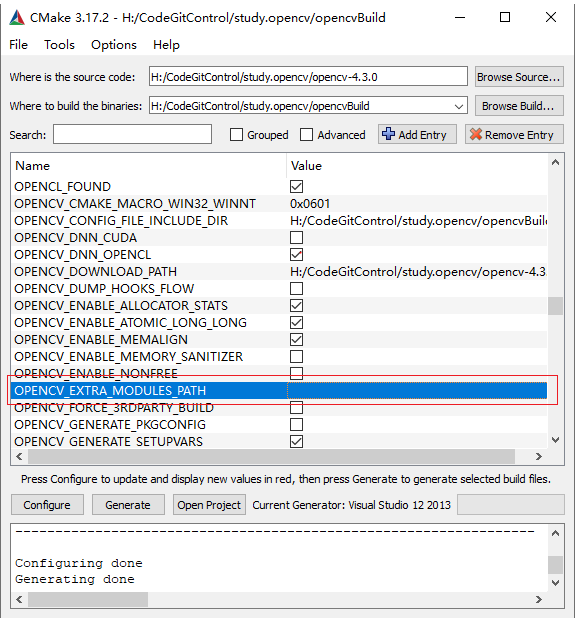 CMake 3.17.2 - H:/CodeGitControl/study.opencv/opencvBuild
File Tools Options Help
Where is the source code: H:/CodeGitControl/study.opencv/opencv-4.3.0 Browse Source...
Where to build the binaries: H:/CodeGitControl/study.opencv/opencvBuild Browse Build...
Search: Grouped Advanced Add Entry Remove Entry
Name Value
OPENCL_FOUND
OPENCV_CMAKE_MACRO_WIN32_WINNT 0x0601
OPENCV_CONFIG_FILE_INCLUDE_DIR H:/CodeGitControl/study.opencv/opencvBuil
OPENCV_DNN_CUDA
OPENCV_DNN_OPENCL
OPENCV_DOWNLOAD_PATH H:/CodeGitControl/study.opencv/opencv-4.3.
OPENCV_DUMP_HOOKS_FLOW
OPENCV_ENABLE_ALLOCATOR_STATS
OPENCV_ENABLE_ATOMIC_LONG_LONG
OPENCV_ENABLE_MEMALIGN
OPENCV_ENABLE_MEMORY_SANITIZER
OPENCV_ENABLE_NONFREE
OPENCV_EXTRA_MODULES_PATH
OPENCV_FORCE_3RDPARTY_BUILD
OPENCV_GENERATE_PKGCONFIG
OPENCV_GENERATE_SETUPVARS
Press Configure to update and display new values in red, then press Generate to generate selected build files.
Configure Generate Open Project Current Generator: Visual Studio 12 2013
-----------------------------------------------------------------
Configuring done
Generating done